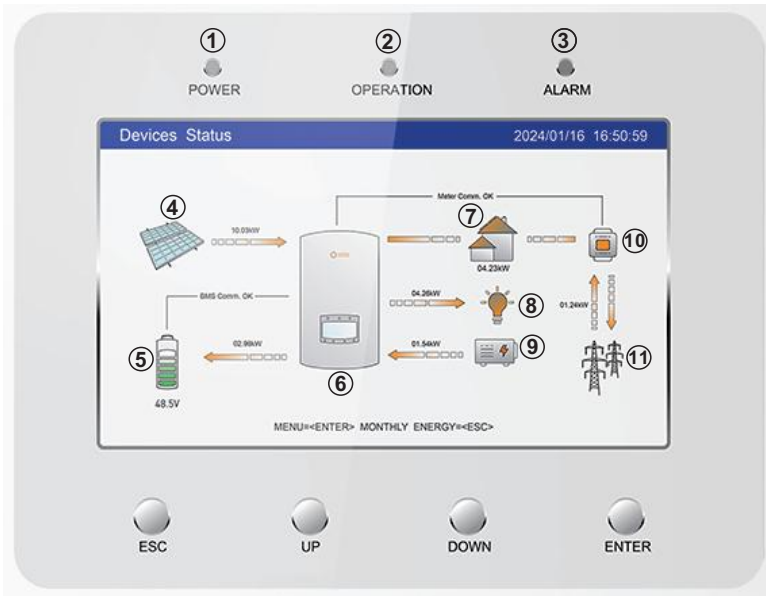 1 2 3
POWER OPERATION ALARM
Devices Status 2024/01/16 16:50:59
Meter Comm. OK
4 7
10.03kW 10
04.23kW
BMS Comm. OK 04.26kW 8 01.24kW
5 02.98kW 01.54kW 9 11
6
48.5V
MENU=<ENTER> MONTHLY ENERGY=<ESC>
ESC UP DOWN ENTER